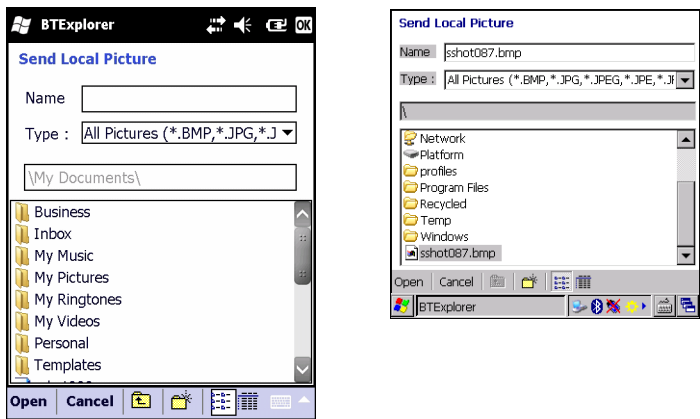 BTExplorer OK
Send Local Picture
Name
Type : All Pictures (*.BMP,*.JPG,*.J
\My Documents\
Business
Inbox
My Music
My Pictures
My Ringtones
My Videos
Personal
Templates
Open Cancel
Send Local Picture
Name sshot087.bmp
Type : All Pictures (*.BMP,*.JPG,*.JPEG,*.JPE,*.JF
\
Network
Platform
profiles
Program Files
Recycled
Temp
Windows
sshot087.bmp
Open Cancel
BTExplorer